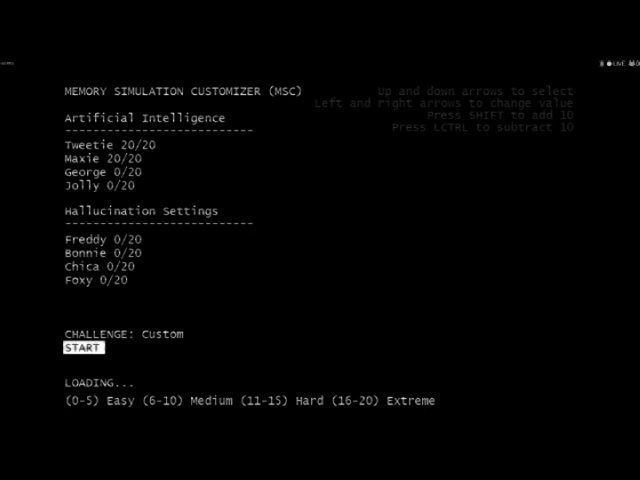 LIVE
MEMORY SIMULATION CUSTOMIZER (MSC)
Up and down arrows to select
Left and right arrows to change value
Press SHIFT to add 10
Press LCTRL to subtract 10
Artificial Intelligence
--------------------------
Tweetie 20/20
Maxie 20/20
George 0/20
Jolly 0/20
Hallucination Settings
--------------------------
Freddy 0/20
Bonnie 0/20
Chica 0/20
Foxy 0/20
CHALLENGE: Custom
START
LOADING...
(0-5) Easy (6-10) Medium (11-15) Hard (16-20) Extreme